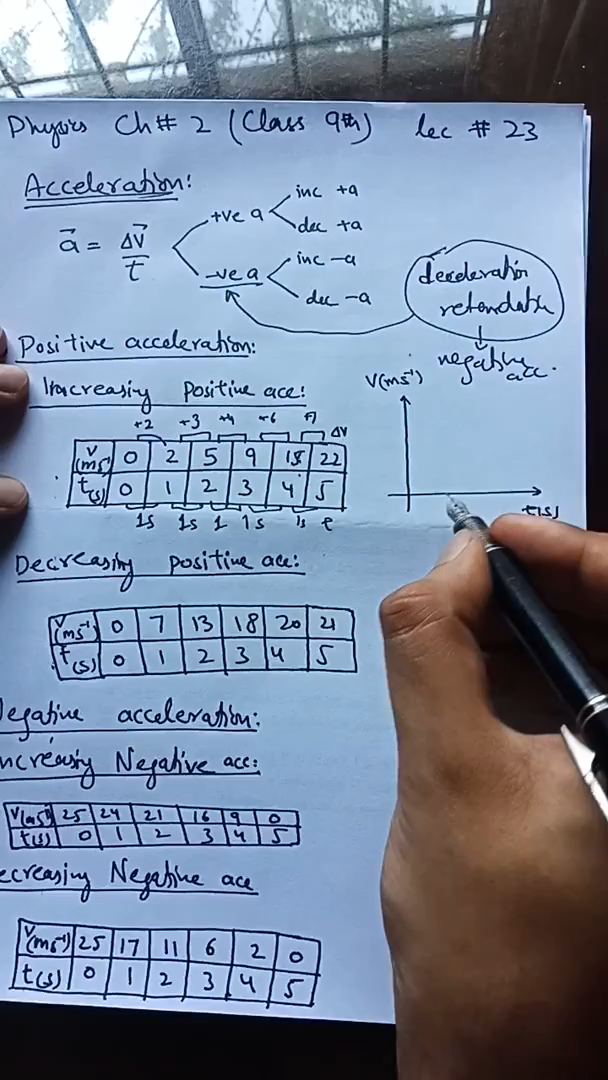 Physics Ch# 2 (Class 9th) lec # 23
Acceleration:
a = ΔV/t
+ve a
inc +a
dec +a
-ve a
inc -a
dec -a
deceleration
negative
acc.
Positive acceleration:
Increasing positive acc:
+2 +3 +4 +6 +7 ΔV
V(ms⁻¹) 0 2 5 9 15 22
t(s) 0 1 2 3 4 5
1s 1s 1 1s 1s t
V(ms⁻¹)
t(s)
Decreasing positive acc:
V(ms⁻¹) 0 7 13 18 20 21
t(s) 0 1 2 3 4 5
Negative acceleration:
Increasing Negative acc:
V(ms⁻¹) 25 24 21 16 9 0
t(s) 0 1 2 3 4 5
ecreasing Negative acc
V(ms⁻¹) 25 17 11 6 2 0
t(s) 0 1 2 3 4 5